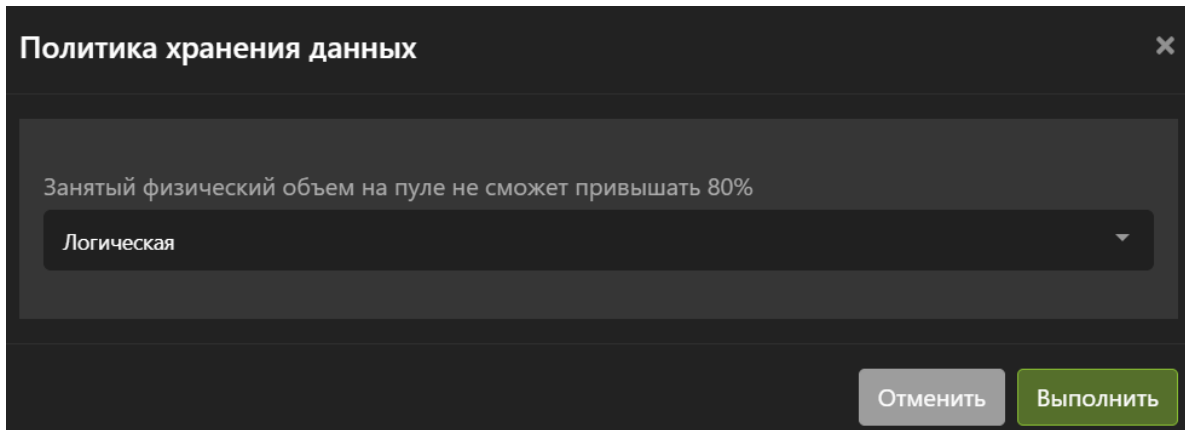 Политика хранения данных
Занятый физический объем на пуле не сможет привышать 80%
Логическая
Отменить
Выполнить